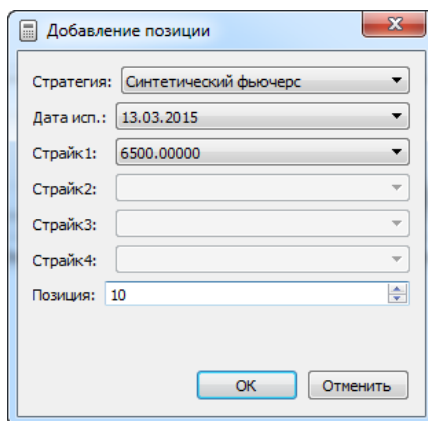 Добавление позиции
Стратегия: Синтетический фьючерс
Дата исп.: 13.03.2015
Страйк1: 6500.00000
Страйк2:
Страйк3:
Страйк4:
Позиция: 10
OK Отменить